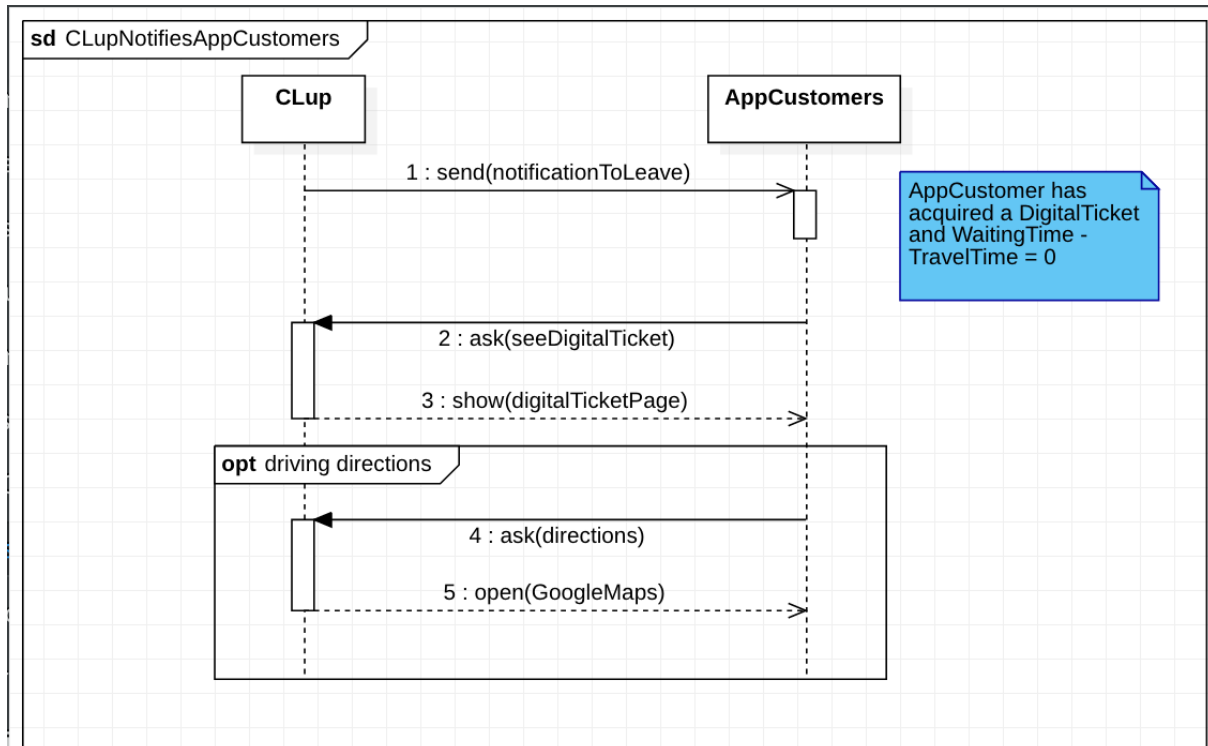 sd CLupNotifiesAppCustomers
CLup
AppCustomers
1 : send(notificationToLeave)
AppCustomer has
acquired a DigitalTicket
and WaitingTime -
TravelTime = 0
2 : ask(seeDigitalTicket)
3 : show(digitalTicketPage)
opt driving directions
4 : ask(directions)
5 : open(GoogleMaps)